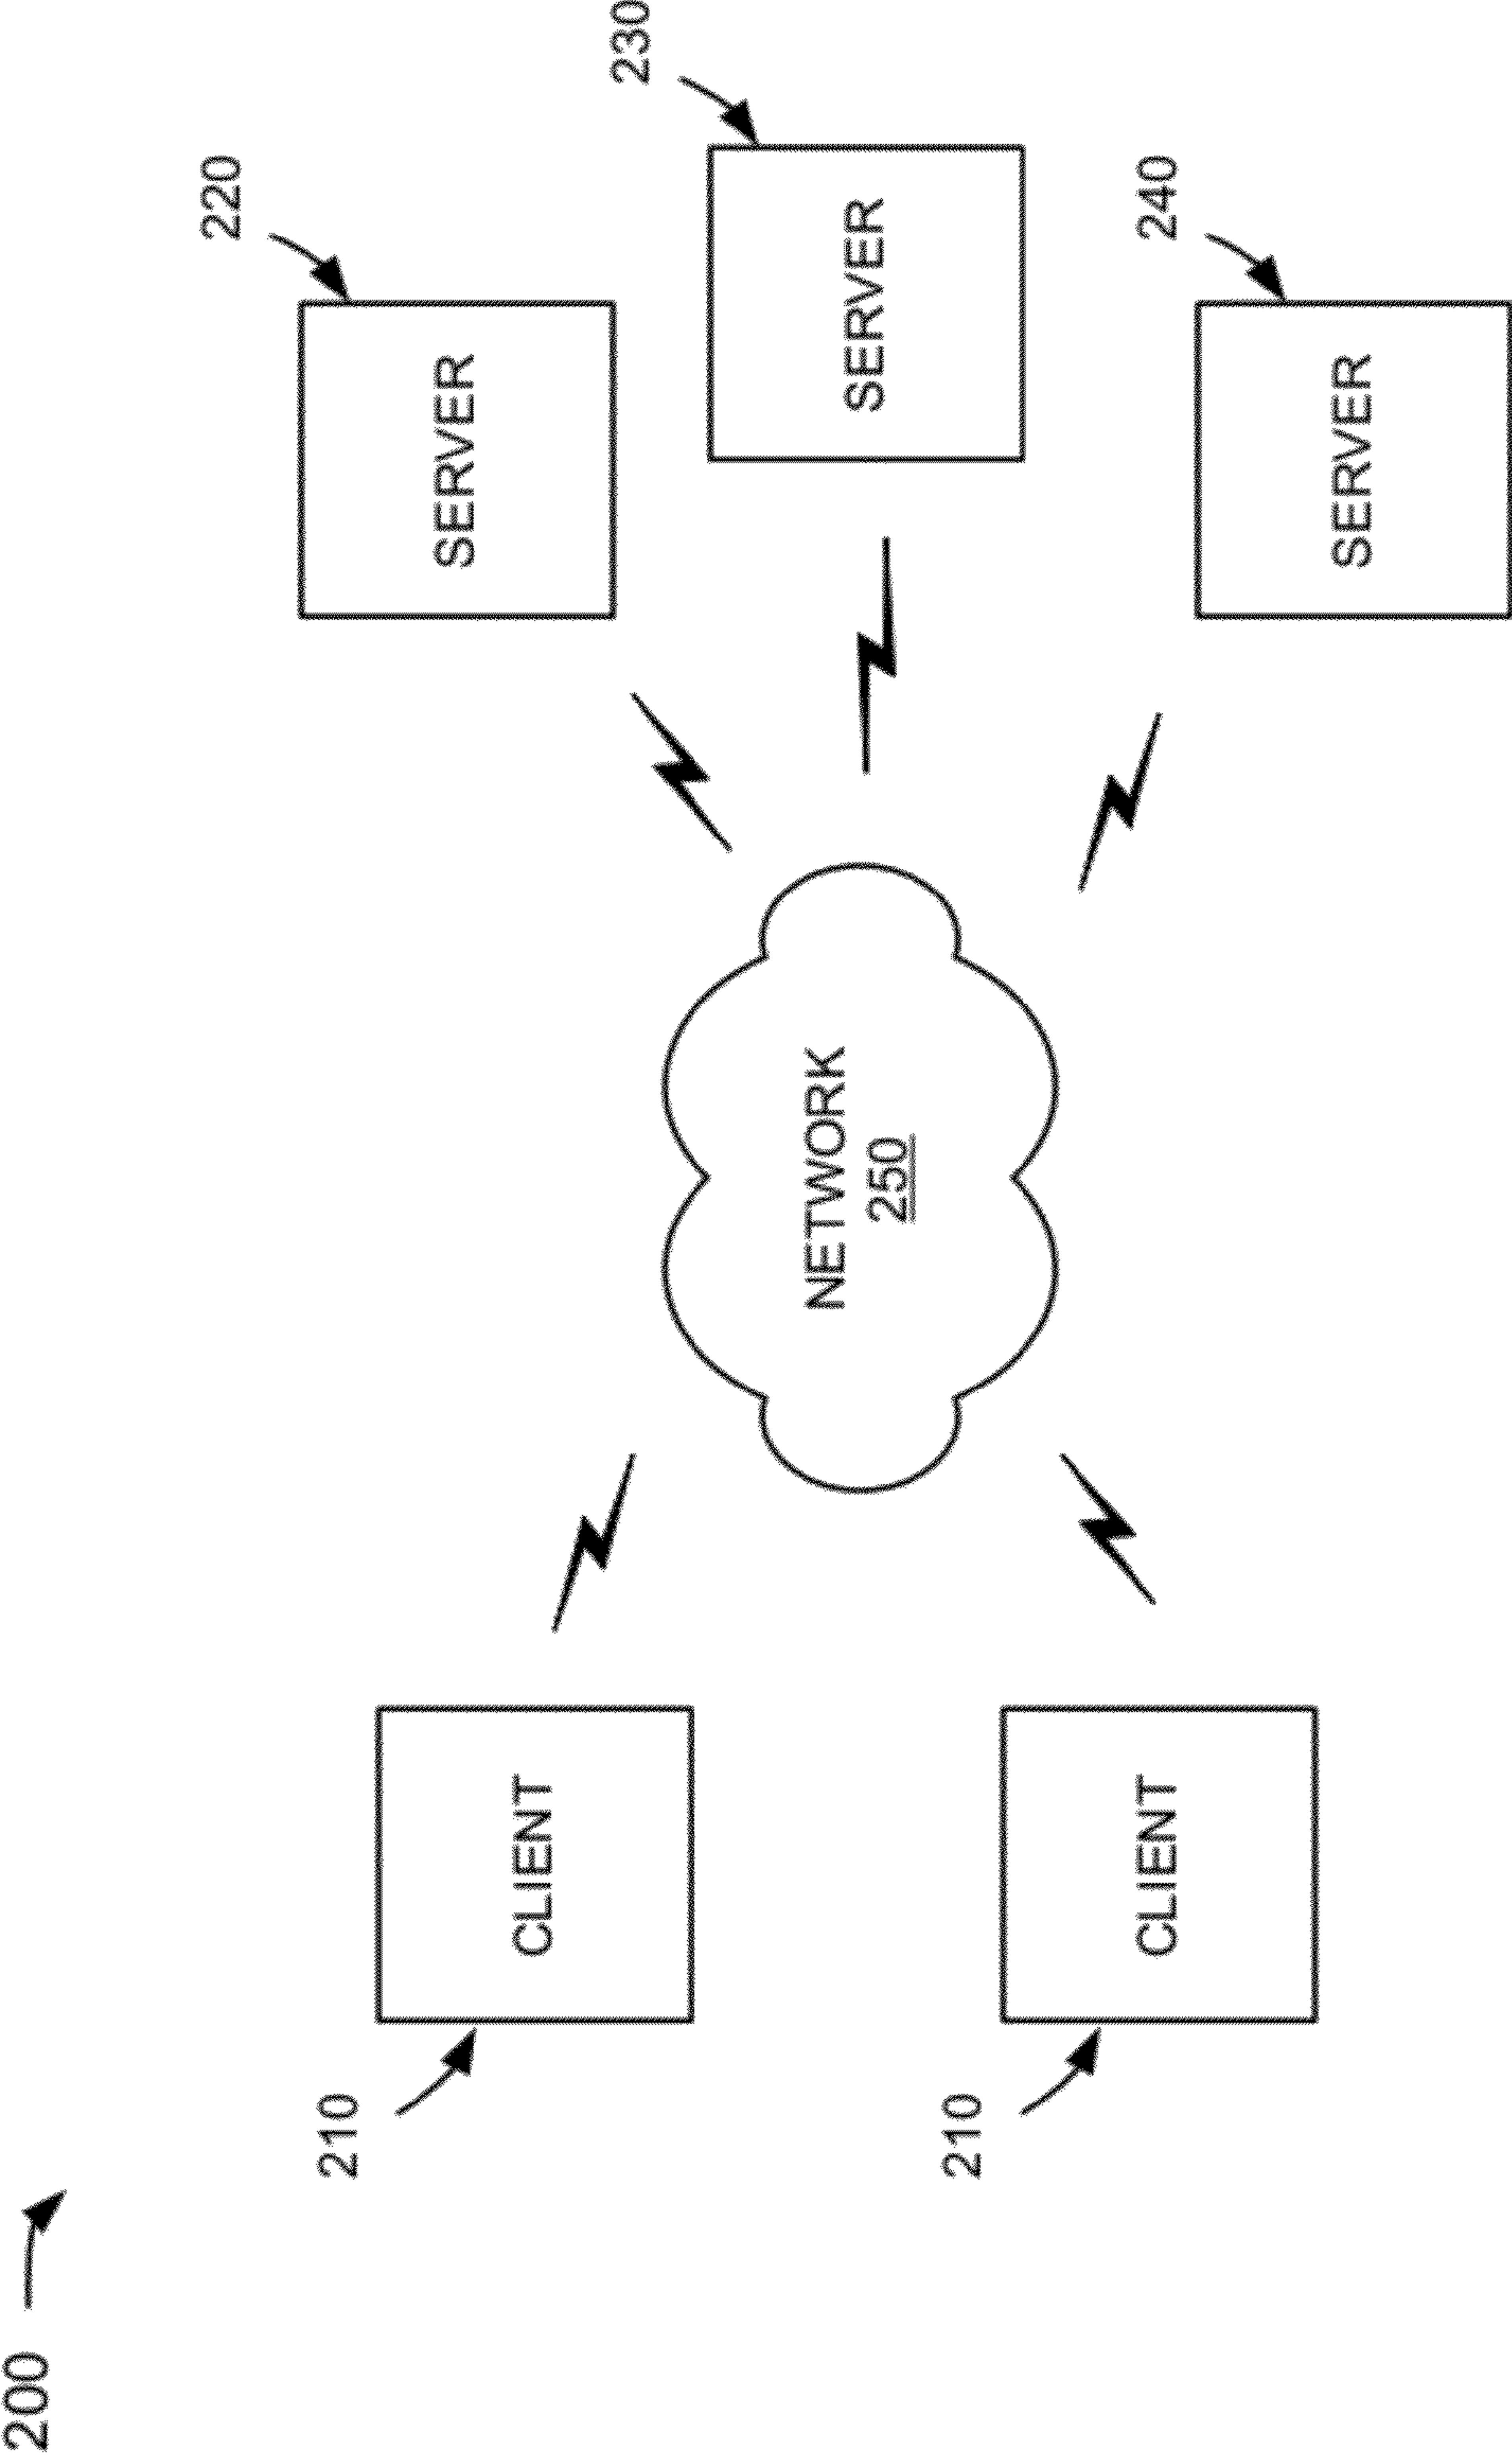 200
210
CLIENT
210
CLIENT
NETWORK
250
220
SERVER
230
SERVER
240
SERVER